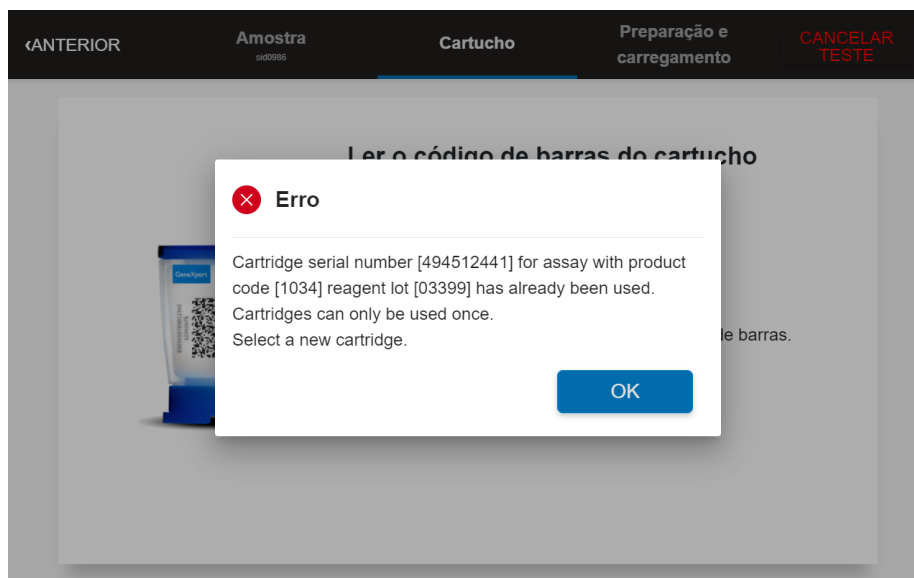 ‹ANTERIOR
Amostra
sid0986
Cartucho
Preparação e
carregamento
CANCELAR
TESTE
Ler o código de barras do cartucho
Erro
Cartridge serial number [494512441] for assay with product
code [1034] reagent lot [03399] has already been used.
Cartridges can only be used once.
Select a new cartridge.
de barras.
OK
GeneXpert